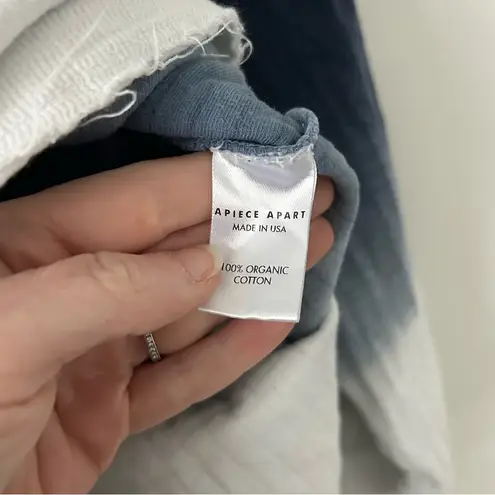 APIECE APART
MADE IN USA
100% ORGANIC
COTTON